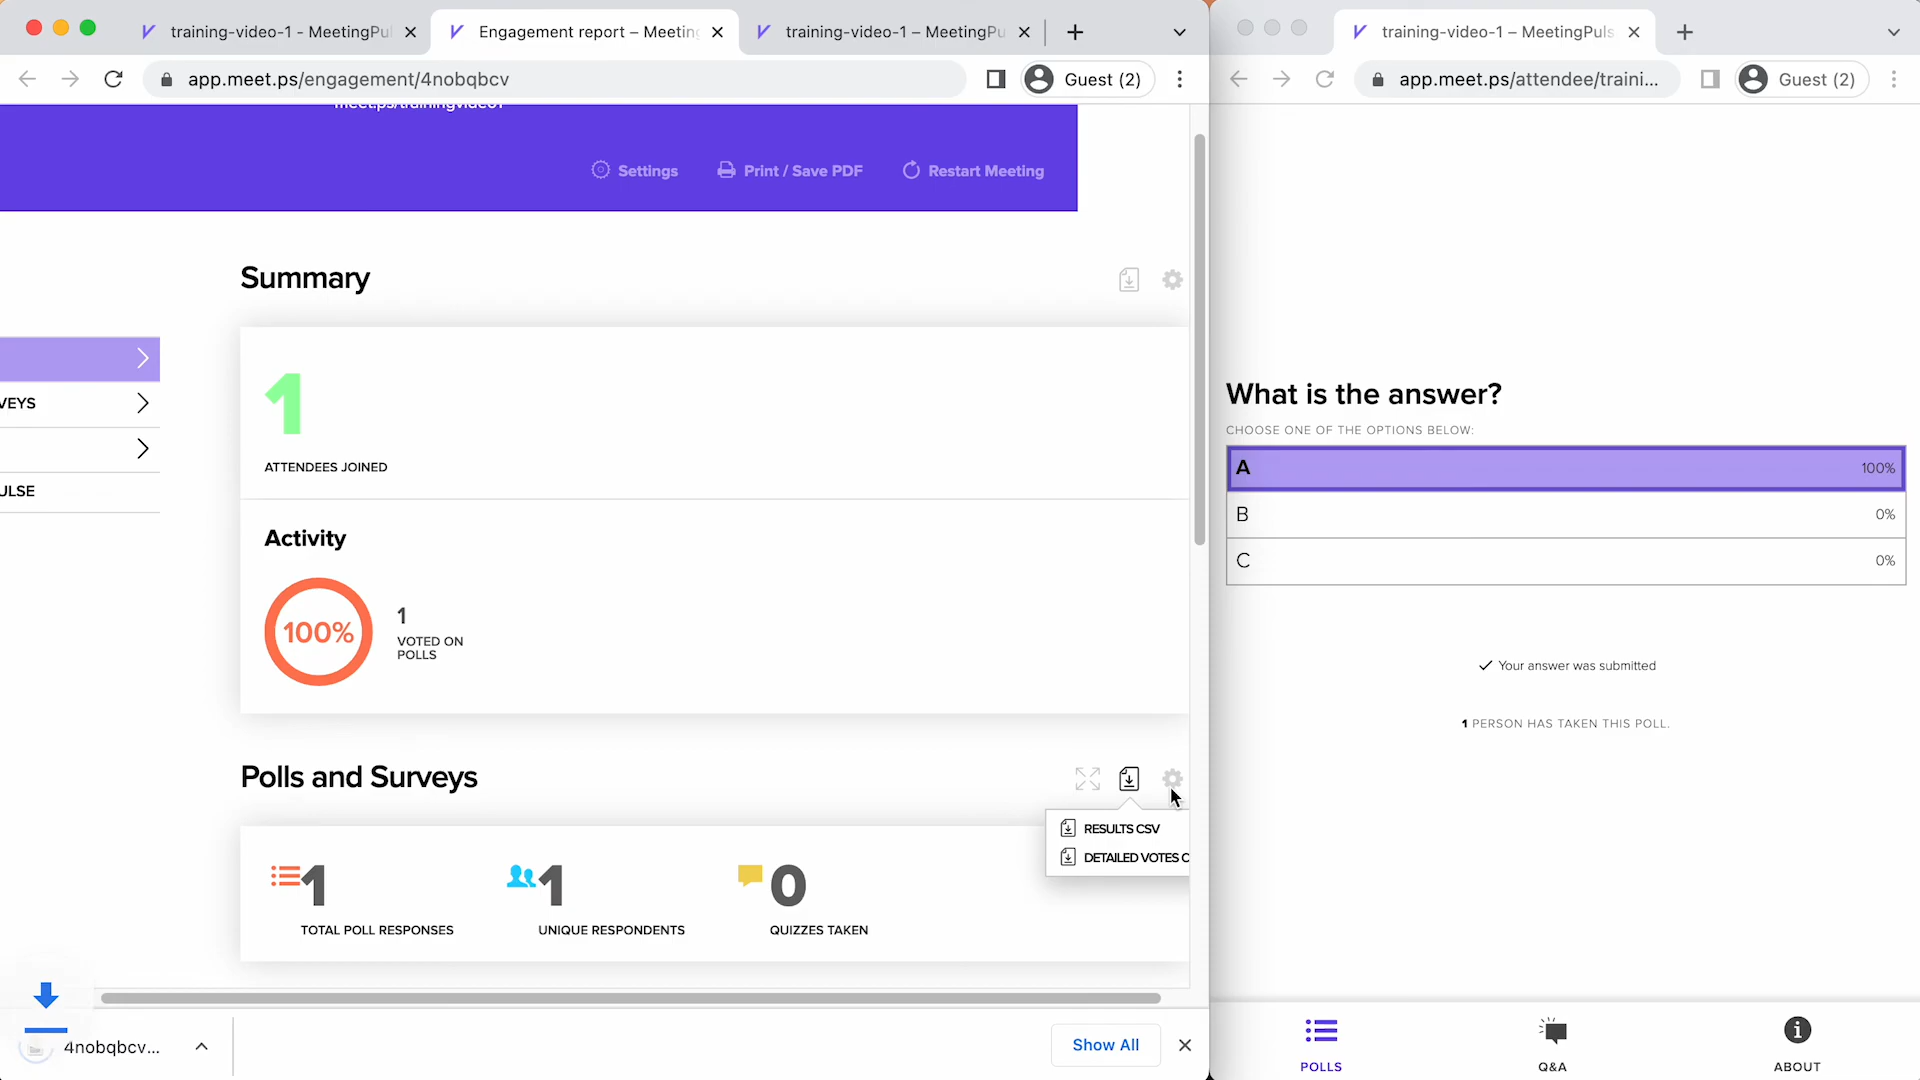 training-video-1 - MeetingPul
Engagement report – Meetin
training-video-1 – MeetingPu
app.meet.ps/engagement/4nobqbcv
Guest (2)
Settings
Print / Save PDF
Restart Meeting
VEYS
ULSE
Summary
1
ATTENDEES JOINED
Activity
100%
1
VOTED ON
POLLS
Polls and Surveys
RESULTS CSV
DETAILED VOTES C
1
TOTAL POLL RESPONSES
1
UNIQUE RESPONDENTS
0
QUIZZES TAKEN
4nobqbcv...
Show All
training-video-1 – MeetingPuls
app.meet.ps/attendee/traini...
Guest (2)
What is the answer?
CHOOSE ONE OF THE OPTIONS BELOW:
A 100%
B 0%
C 0%
✓ Your answer was submitted
1 PERSON HAS TAKEN THIS POLL.
POLLS
Q&A
ABOUT